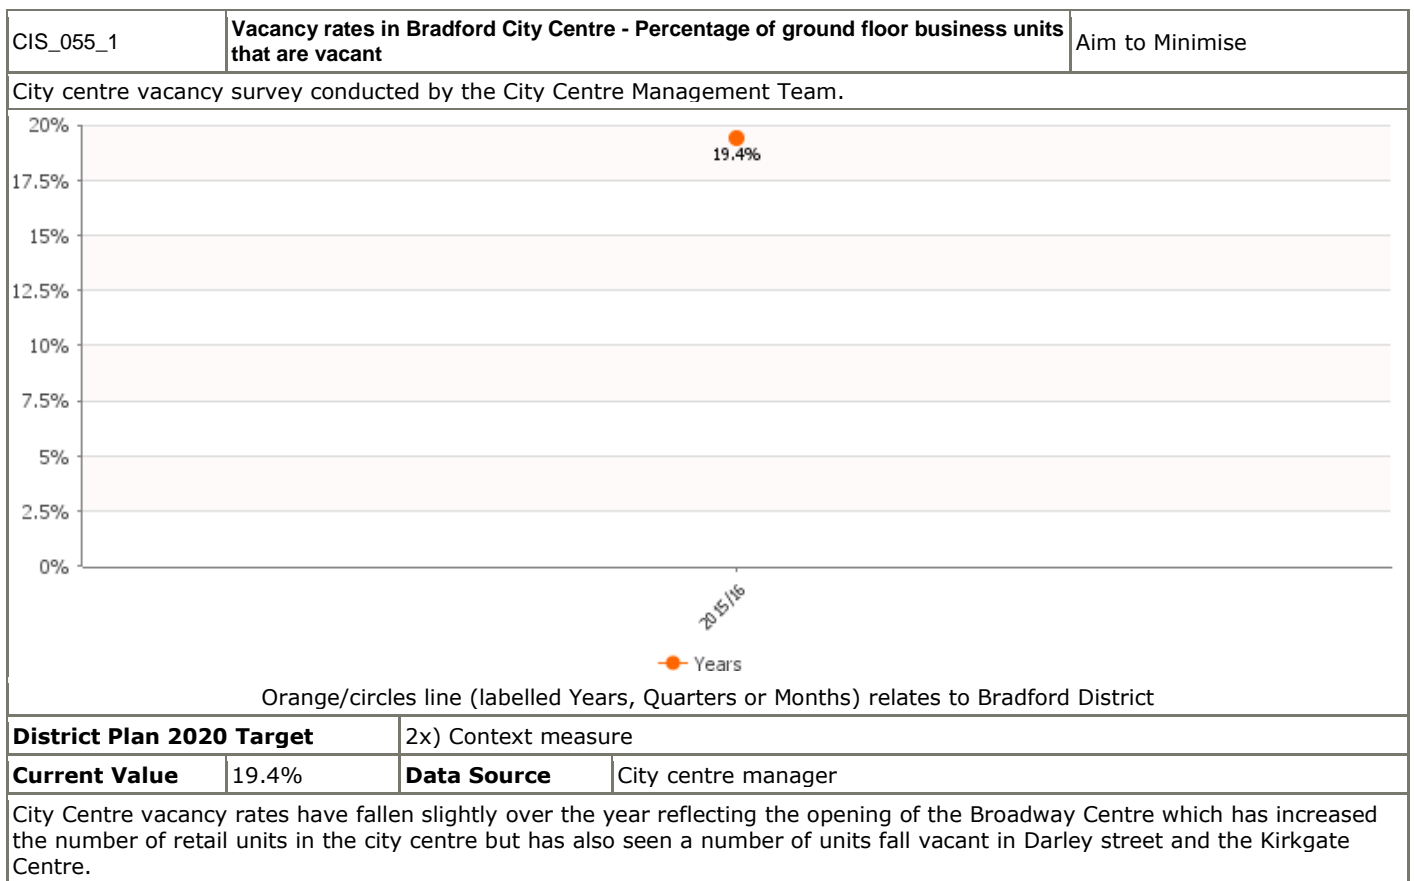 CIS_055_1
Vacancy rates in Bradford City Centre - Percentage of ground floor business units
that are vacant
Aim to Minimise
City centre vacancy survey conducted by the City Centre Management Team.
20%
17.5%
15%
12.5%
10%
7.5%
5%
2.5%
0%
19.4%
2015/16
Years
Orange/circles line (labelled Years, Quarters or Months) relates to Bradford District
District Plan 2020 Target
2x) Context measure
Current Value
19.4%
Data Source
City centre manager
City Centre vacancy rates have fallen slightly over the year reflecting the opening of the Broadway Centre which has increased
the number of retail units in the city centre but has also seen a number of units fall vacant in Darley street and the Kirkgate
Centre.